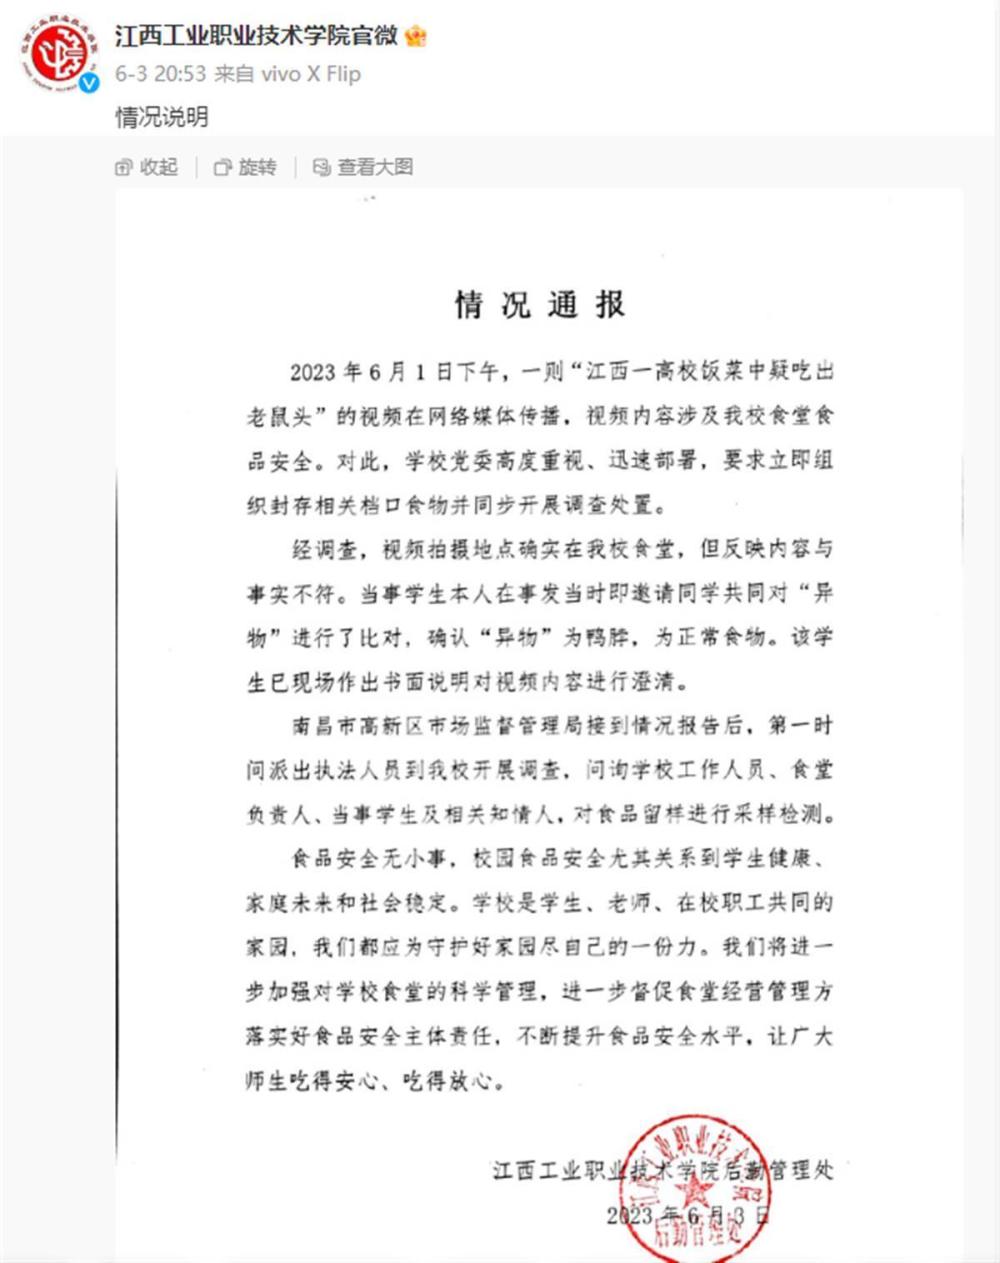 江西工业职业技术学院官微
6-3 20:53 来自 vivo X Flip
情况说明
收起 旋转 查看大图
情况通报
2023年6月1日下午，一则“江西一高校饭菜中疑吃出
老鼠头”的视频在网络媒体传播，视频内容涉及我校食堂食
品安全。对此，学校党委高度重视、迅速部署，要求立即组
织封存相关档口食物并同步开展调查处置。
经调查，视频拍摄地点确实在我校食堂，但反映内容与
事实不符。当事学生本人在事发当时即邀请同学共同对“异
物”进行了比对，确认“异物”为鸭脖，为正常食物。该学
生已现场作出书面说明对视频内容进行澄清。
南昌市高新区市场监督管理局接到情况报告后，第一时
间派出执法人员到我校开展调查，问询学校工作人员、食堂
负责人、当事学生及相关知情人，对食品留样进行采样检测。
食品安全无小事，校园食品安全尤其关系到学生健康、
家庭未来和社会稳定。学校是学生、老师、在校职工共同的
家园，我们都应为守护好家园尽自己的一份力。我们将进一
步加强对学校食堂的科学管理，进一步督促食堂经营管理方
落实好食品安全主体责任，不断提升食品安全水平，让广大
师生吃得安心、吃得放心。
江西工业职业技术学院后勤管理处
2023年6月3日
江西工业职业技术学院
后勤管理处